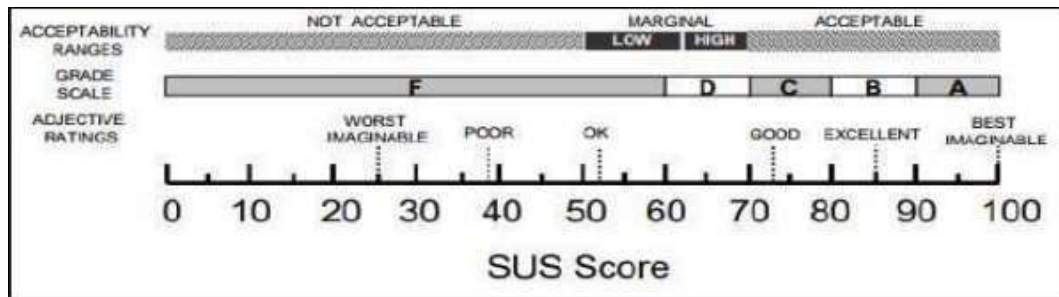 NOT ACCEPTABLE MARGINAL ACCEPTABLE
ACCEPTABILITY
RANGES
LOW HIGH
GRADE
SCALE
F D C B A
ADJECTIVE
RATINGS
WORST
IMAGINABLE
POOR
OK
GOOD
EXCELLENT
BEST
IMAGINABLE
0 10 20 30 40 50 60 70 80 90 100
SUS Score